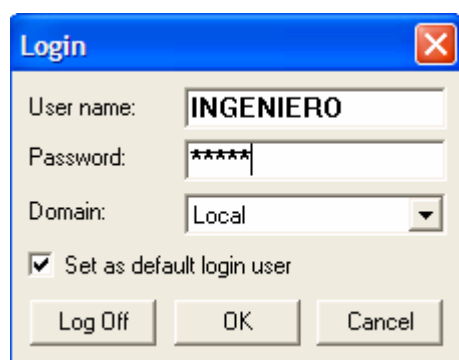 Login
User name: INGENIERO
Password: *****
Domain: Local
Set as default login user
Log Off OK Cancel